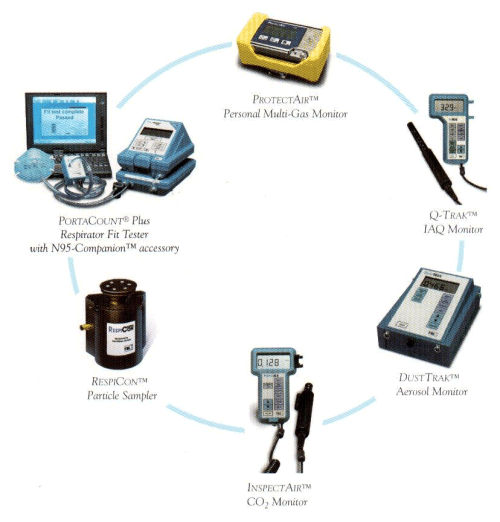 PROTECTAIR™
Personal Multi-Gas Monitor
Fit test complete
Passed
329
PORTACOUNT® Plus
Respirator Fit Tester
with N95-Companion™ accessory
Q-TRAK™
IAQ Monitor
RESPICON
RESPICON™
Particle Sampler
DUSTTRAK™
Aerosol Monitor
0.128
INSPECTAIR™
CO₂ Monitor